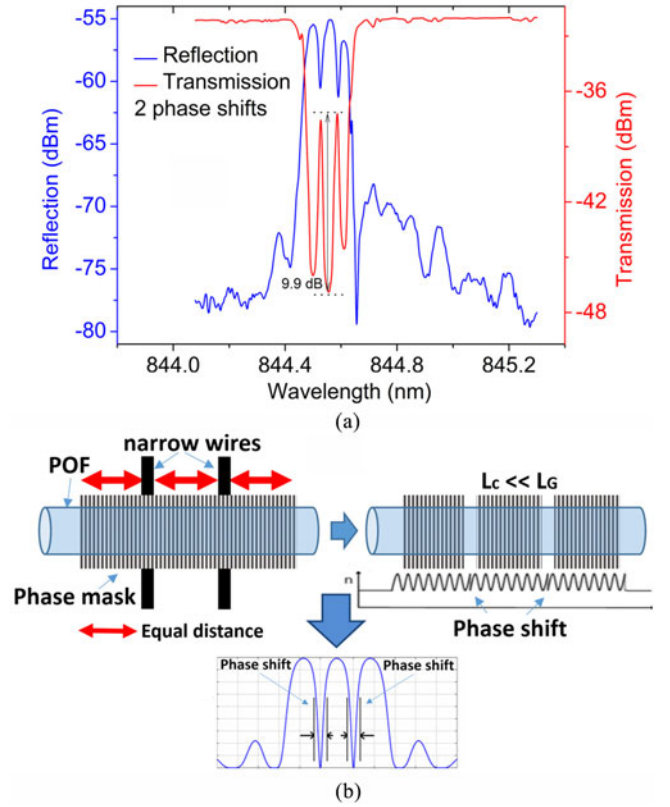 Reflection
Transmission
2 phase shifts
9.9 dB
-55
-60
-65
-70
-75
-80
Reflection (dBm)
-36
-42
-48
Transmission (dBm)
844.0
844.4
844.8
845.2
Wavelength (nm)
(a)
narrow wires
POF
Lc << LG
Phase mask
Equal distance
n
Phase shift
Phase shift
Phase shift
(b)